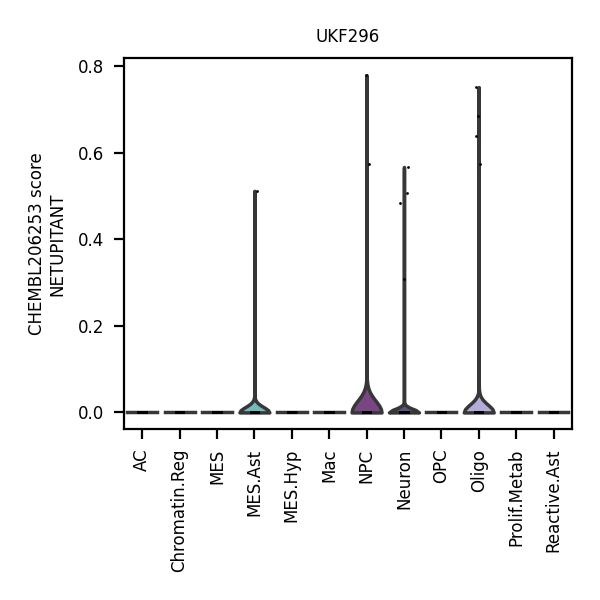 UKF296
CHEMBL206253 score
NETUPITANT
0.8
0.6
0.4
0.2
0.0
AC
Chromatin.Reg
MES
MES.Ast
MES.Hyp
Mac
NPC
Neuron
OPC
Oligo
Prolif.Metab
Reactive.Ast